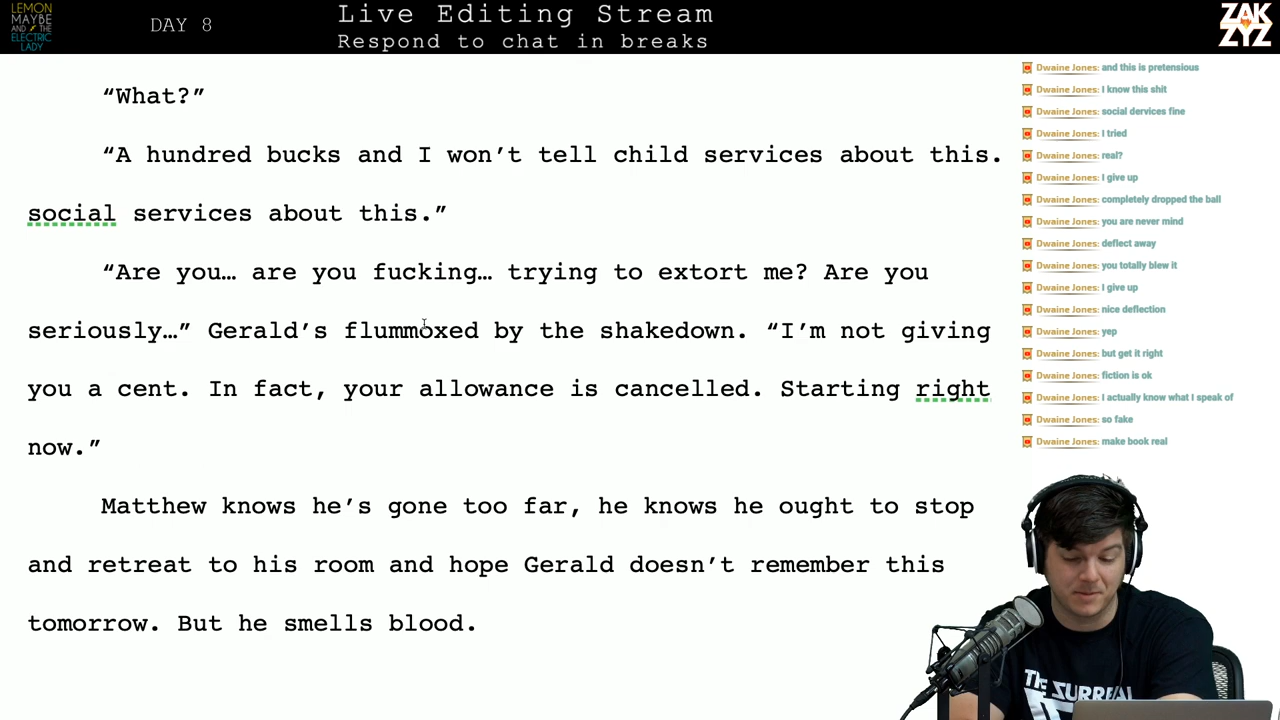 LEMON
MAYBE
AND THE
ELECTRIC
LADY
DAY 8
Live Editing Stream
Respond to chat in breaks
ZAK
ZYZ
“What?”
“A hundred bucks and I won’t tell child services about this.
social services about this.”
“Are you… are you fucking… trying to extort me? Are you
seriously…” Gerald’s flummoxed by the shakedown. “I’m not giving
you a cent. In fact, your allowance is cancelled. Starting right
now.”
Matthew knows he’s gone too far, he knows he ought to stop
and retreat to his room and hope Gerald doesn’t remember this
tomorrow. But he smells blood.
Dwaine Jones: and this is pretensious
Dwaine Jones: I know this shit
Dwaine Jones: social dervices fine
Dwaine Jones: I tried
Dwaine Jones: real?
Dwaine Jones: I give up
Dwaine Jones: completely dropped the ball
Dwaine Jones: you are never mind
Dwaine Jones: deflect away
Dwaine Jones: you totally blew it
Dwaine Jones: I give up
Dwaine Jones: nice deflection
Dwaine Jones: yep
Dwaine Jones: but get it right
Dwaine Jones: fiction is ok
Dwaine Jones: I actually know what I speak of
Dwaine Jones: so fake
Dwaine Jones: make book real
THE SURREAL